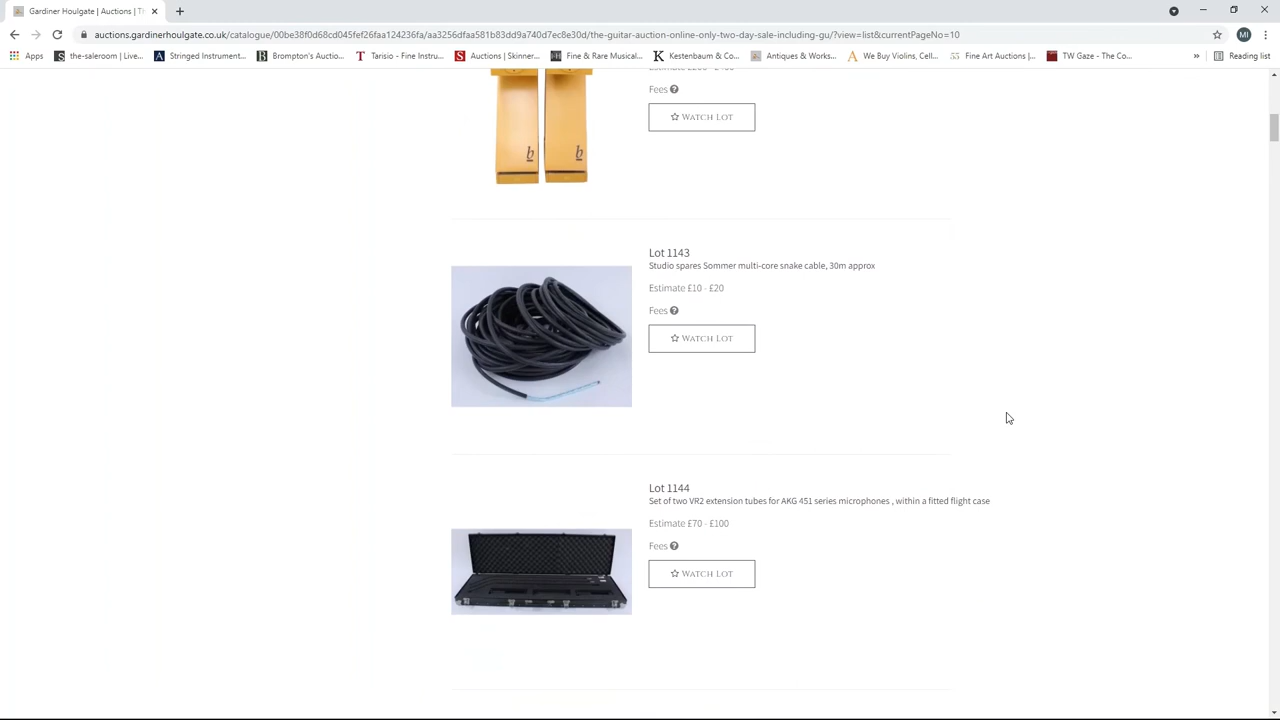 Gardiner Houlgate | Auctions | Th
MI
auctions.gardinerhoulgate.co.uk/catalogue/00be38f0d68cd045fef26faa124236fa/aa3256dfaa581b83dd9a740d7ec8e30d/the-guitar-auction-online-only-two-day-sale-including-gu/?view=list&currentPageNo=10
Apps
the-saleroom | Live...
Stringed Instrument...
Brompton's Auctio...
Tarisio - Fine Instru...
Auctions | Skinner...
Fine & Rare Musical...
Kestenbaum & Co...
Antiques & Works...
We Buy Violins, Cell...
Fine Art Auctions |...
TW Gaze - The Co...
»
Reading list
Fees
WATCH LOT
b b
Lot 1143
Studio spares Sommer multi-core snake cable, 30m approx
Estimate £10 - £20
Fees
WATCH LOT
Lot 1144
Set of two VR2 extension tubes for AKG 451 series microphones , within a fitted flight case
Estimate £70 - £100
Fees
WATCH LOT